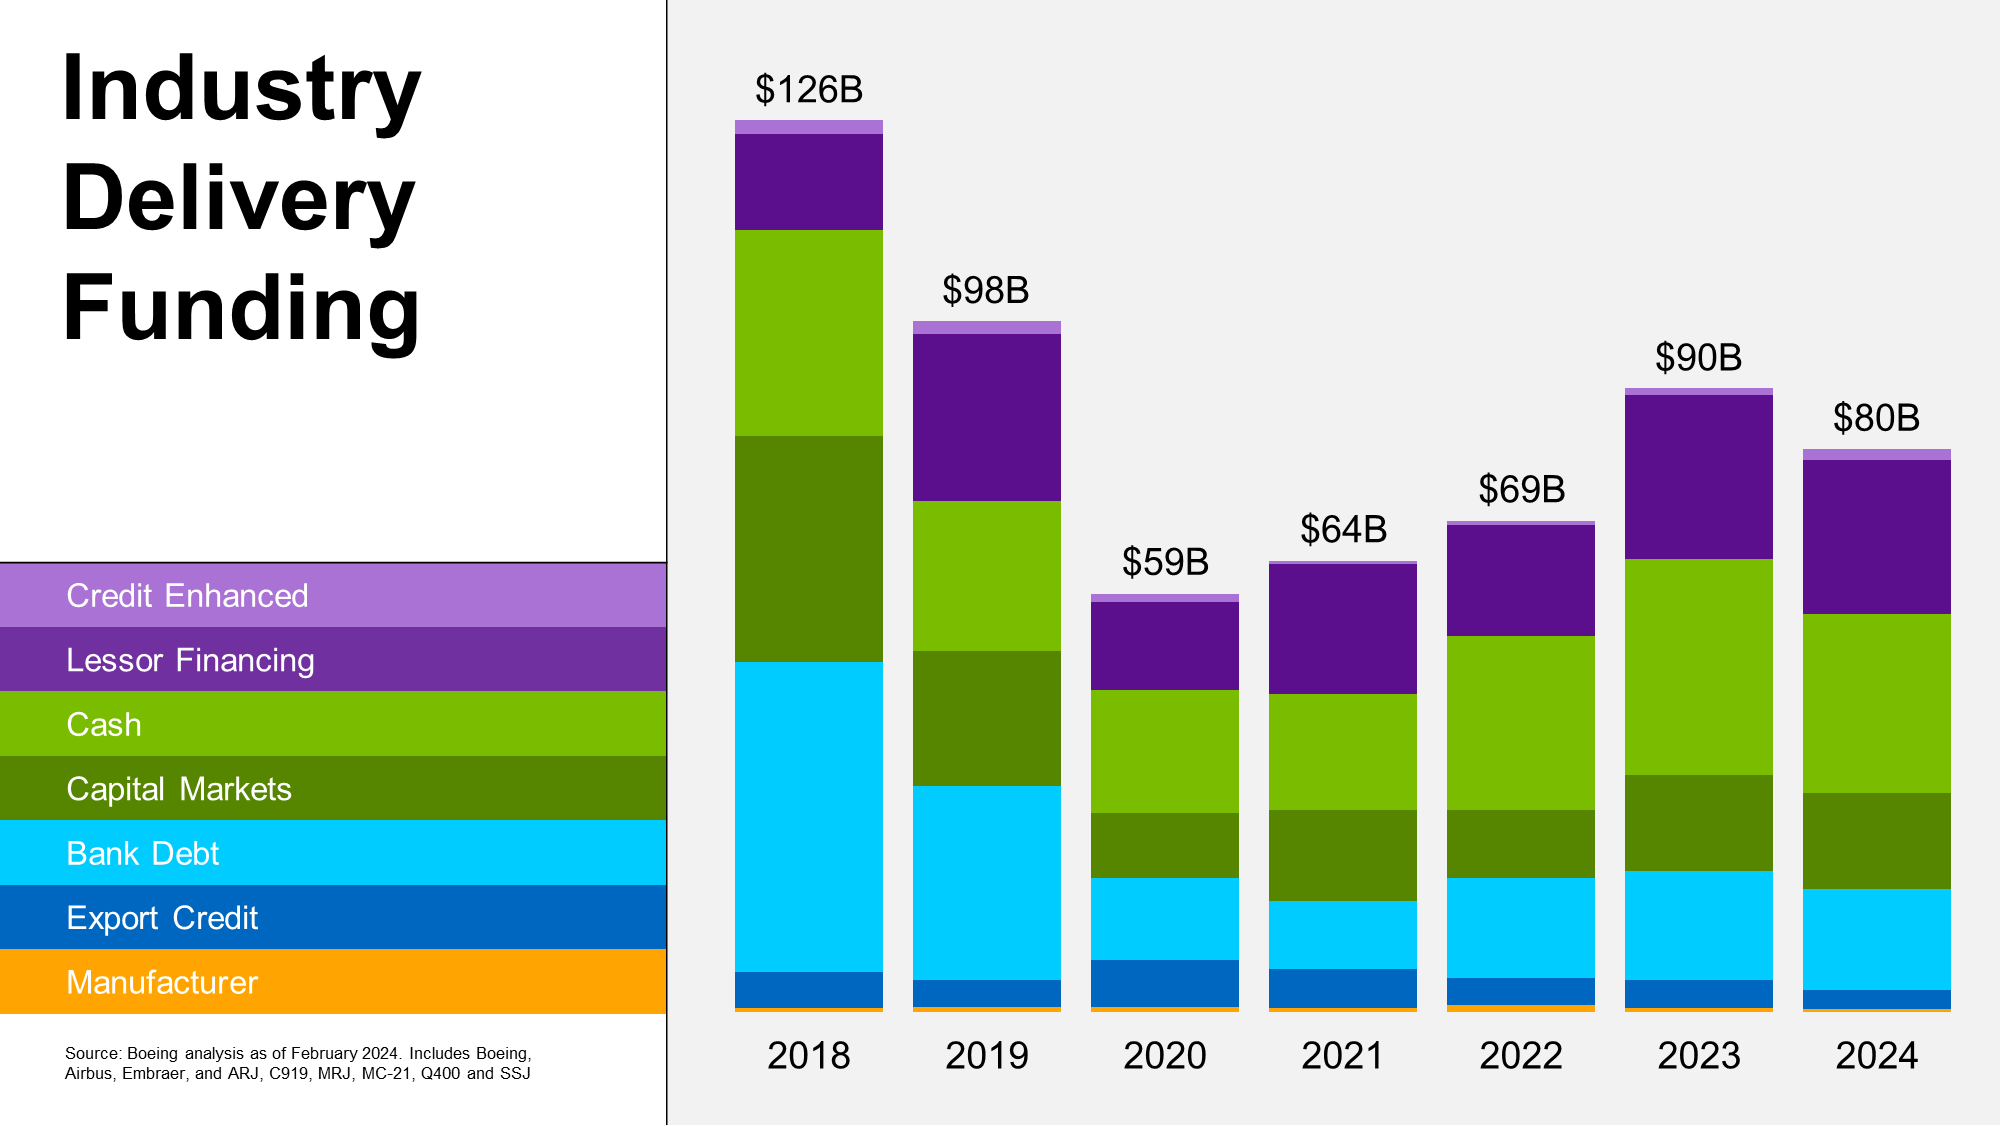 Industry
Delivery
Funding
Credit Enhanced
Lessor Financing
Cash
Capital Markets
Bank Debt
Export Credit
Manufacturer
Source: Boeing analysis as of February 2024. Includes Boeing,
Airbus, Embraer, and ARJ, C919, MRJ, MC-21, Q400 and SSJ
$126B
$98B
$59B
$64B
$69B
$90B
$80B
2018
2019
2020
2021
2022
2023
2024